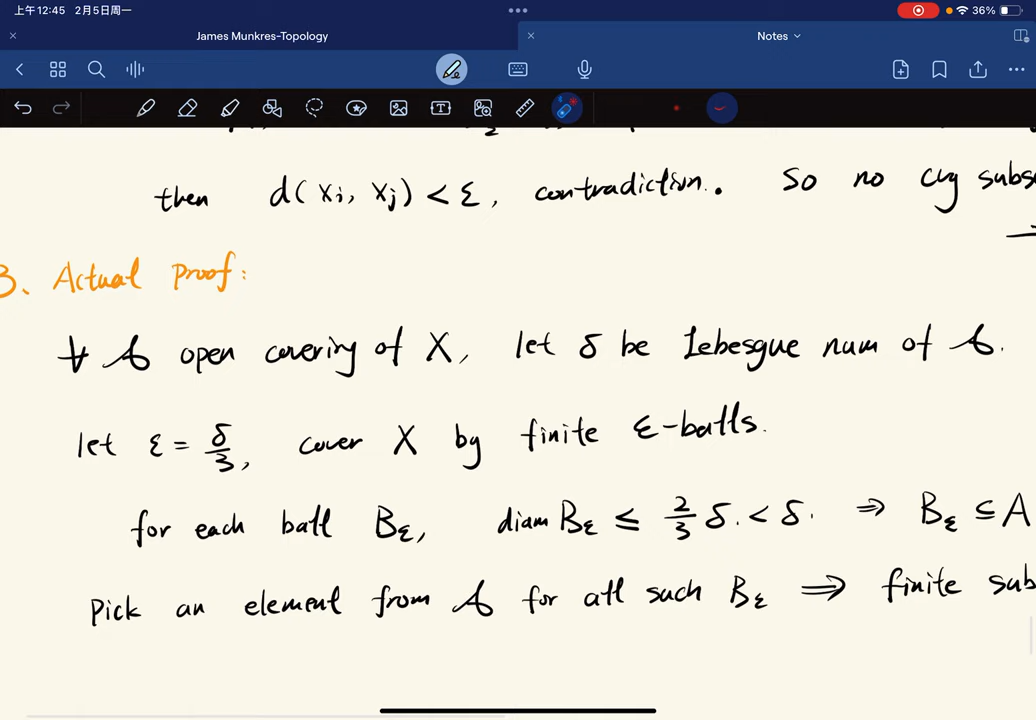 上午12:45 2月5日周一
36%
James Munkres-Topology
Notes
then d(xi, xj) < ε, contradiction. So no cvg subs
3. Actual Proof:
∀ A open covering of X, let δ be Lebesgue num of A.
let ε = δ/3, cover X by finite ε-balls.
for each ball Bε, diam Bε ≤ 2/3 δ. < δ. ⇒ Bε ⊆ A
Pick an element from A for all such Bε ⇒ finite sub